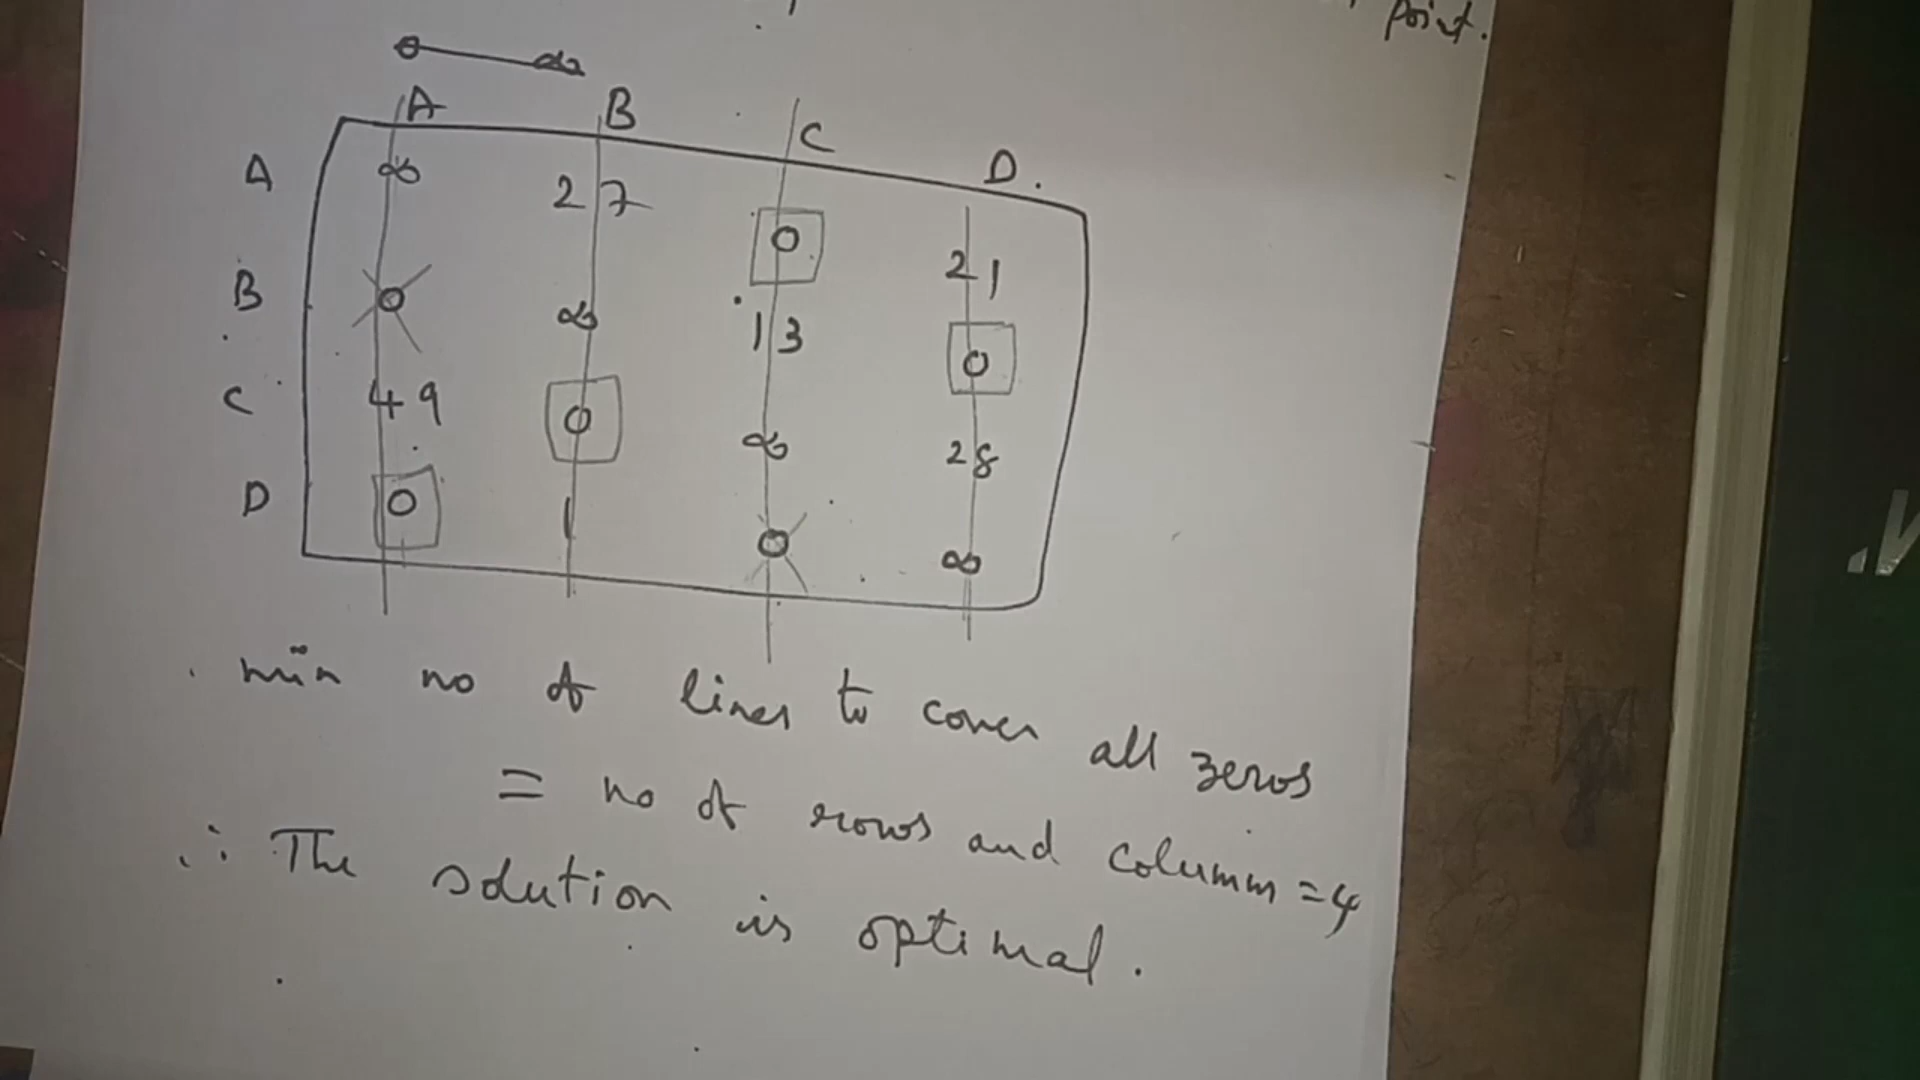 point.
A B C D.
A ∞ 27 0 21
B 0 ∞ 13 0
C 49 0 ∞ 28
D 0 1 0 ∞
min no of lines to cover all zeros
= no of rows and column = 4
∴ The solution is optimal.